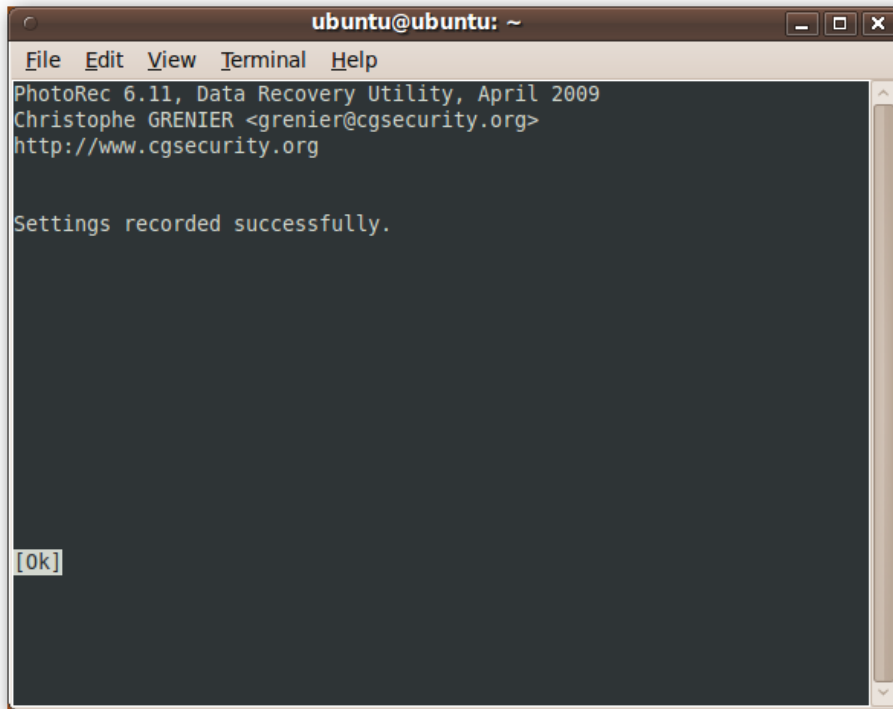 ubuntu@ubuntu: ~
File Edit View Terminal Help
PhotoRec 6.11, Data Recovery Utility, April 2009
Christophe GRENIER <grenier@cgsecurity.org>
http://www.cgsecurity.org
Settings recorded successfully.
[Ok]